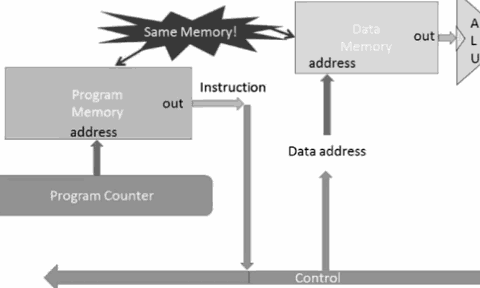 Same Memory!
Data
Memory
out
address
A
L
U
Program
Memory
out
address
Instruction
Data address
Program Counter
Control